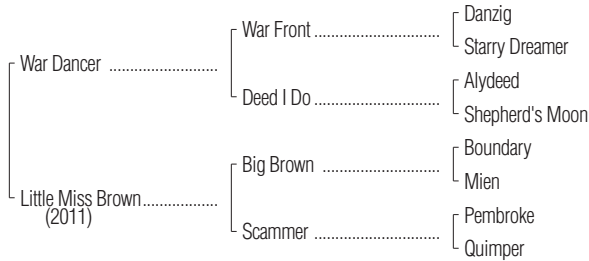 Danzig
War Front ................................
Starry Dreamer
War Dancer ............................
Alydeed
Deed I Do ................................
Shepherd's Moon
Boundary
Big Brown ..............................
Mien
Little Miss Brown...................
(2011)
Pembroke
Scammer ................................
Quimper